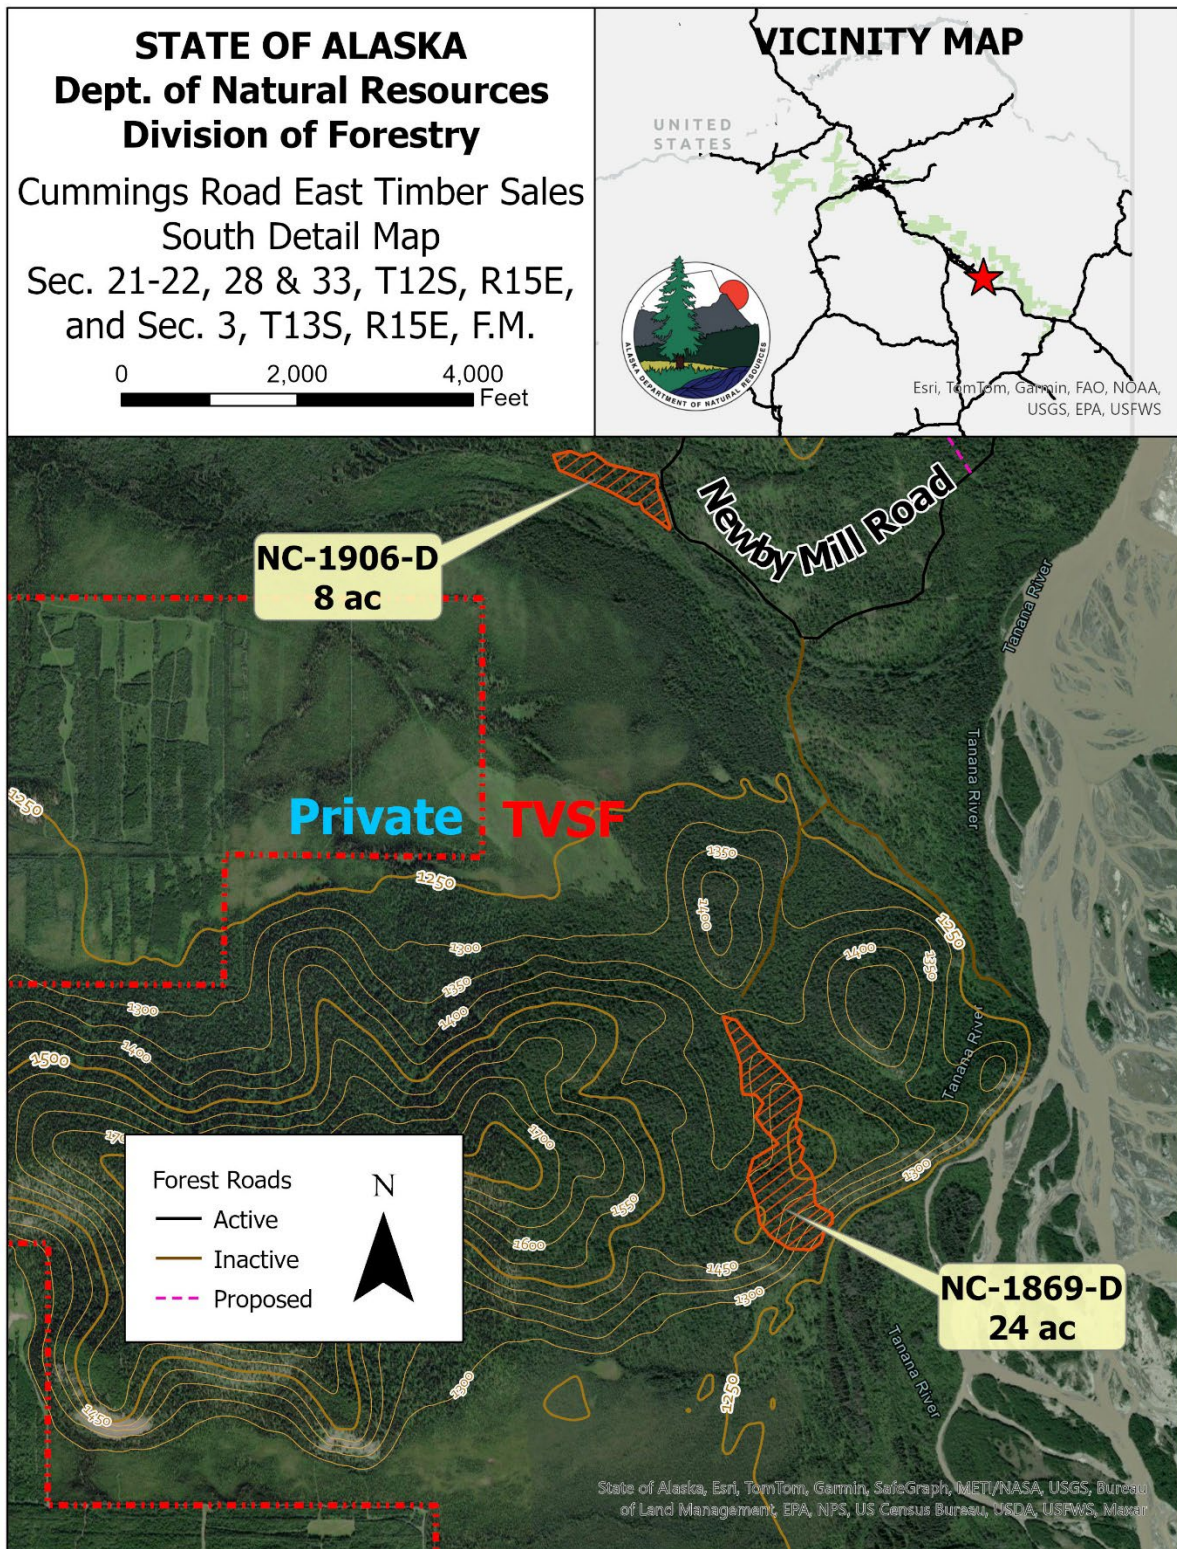 STATE OF ALASKA
Dept. of Natural Resources
Division of Forestry
Cummings Road East Timber Sales
South Detail Map
Sec. 21-22, 28 & 33, T12S, R15E,
and Sec. 3, T13S, R15E, F.M.
0 2,000 4,000
Feet
VICINITY MAP
UNITED
STATES
ALASKA DEPARTMENT OF NATURAL RESOURCES
Esri, TomTom, Garmin, FAO, NOAA,
USGS, EPA, USFWS
Newby Mill Road
NC-1906-D
8 ac
Tanana River
Tanana River
1250
Private
TVSF
1350
1250
1400
1250
1300
1400
1350
1350
1400
1300
1400
1500
Tanana River
1700
1300
1550
1600
1450
1300
Forest Roads
N
Active
Inactive
Proposed
NC-1869-D
24 ac
Tanana River
1300
1250
1450
State of Alaska, Esri, TomTom, Garmin, SafeGraph, METI/NASA, USGS, Bureau
of Land Management, EPA, NPS, US Census Bureau, USDA, USFWS, Maxar